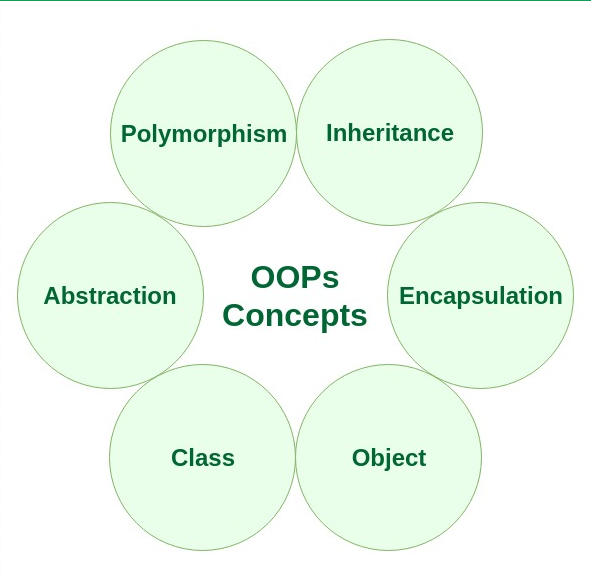 Polymorphism
Inheritance
Abstraction
OOPs
Concepts
Encapsulation
Class
Object